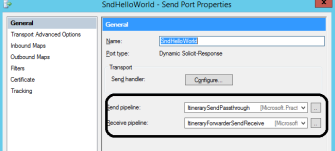 SndHelloWorld - Send Port Properties
x
General
Transport Advanced Options
Inbound Maps
Outbound Maps
Filters
Certificate
Tracking
General
Name:
SndHelloWorld
Port type: Dynamic Solicit-Response
Transport
Send handler: Configure...
Send pipeline: ItinerarySendPassthrough [Microsoft.Pract ...
Receive pipeline: ItineraryForwarderSendReceive [Microsoft ...